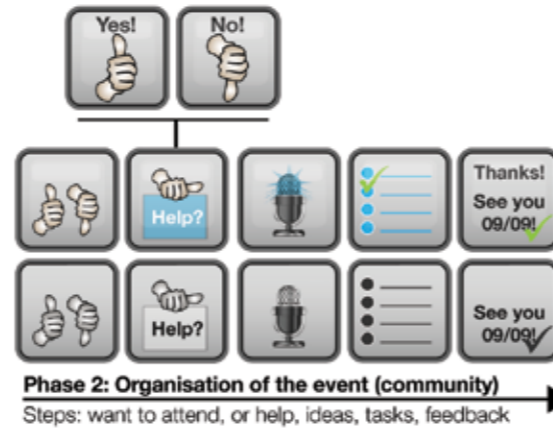 Yes!
No!
Help?
Thanks!
See you
09/09!
Help?
See you
09/09!
Phase 2: Organisation of the event (community)
Steps: want to attend, or help, ideas, tasks, feedback